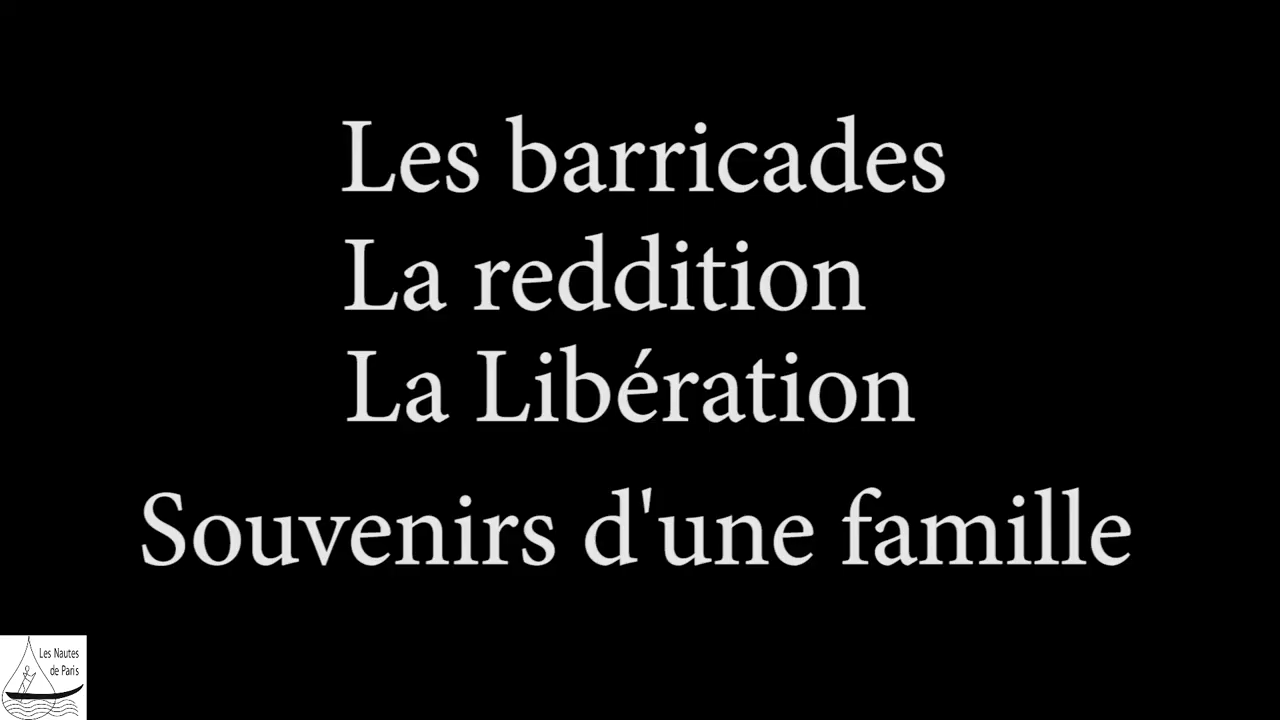 Les barricades
La reddition
La Libération
Souvenirs d'une famille
Les Nautes
de Paris